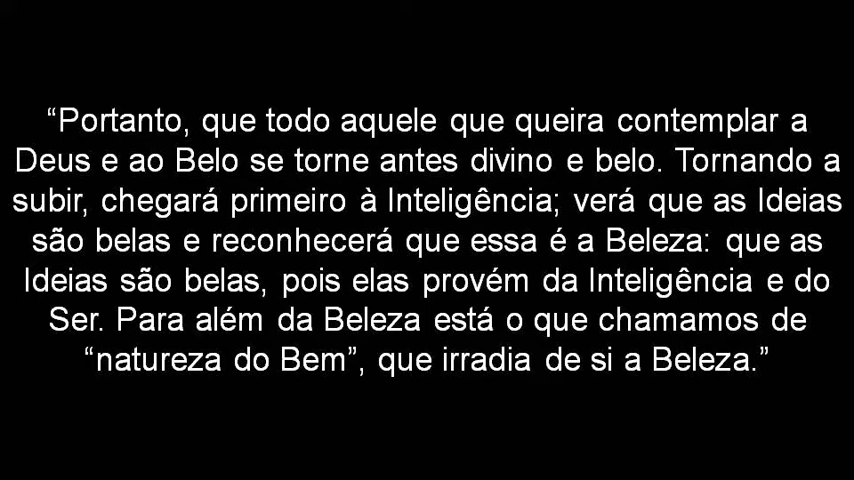 “Portanto, que todo aquele que queira contemplar a
Deus e ao Belo se torne antes divino e belo. Tornando a
subir, chegará primeiro à Inteligência; verá que as Ideias
são belas e reconhecerá que essa é a Beleza: que as
Ideias são belas, pois elas provém da Inteligência e do
Ser. Para além da Beleza está o que chamamos de
“natureza do Bem”, que irradia de si a Beleza.”